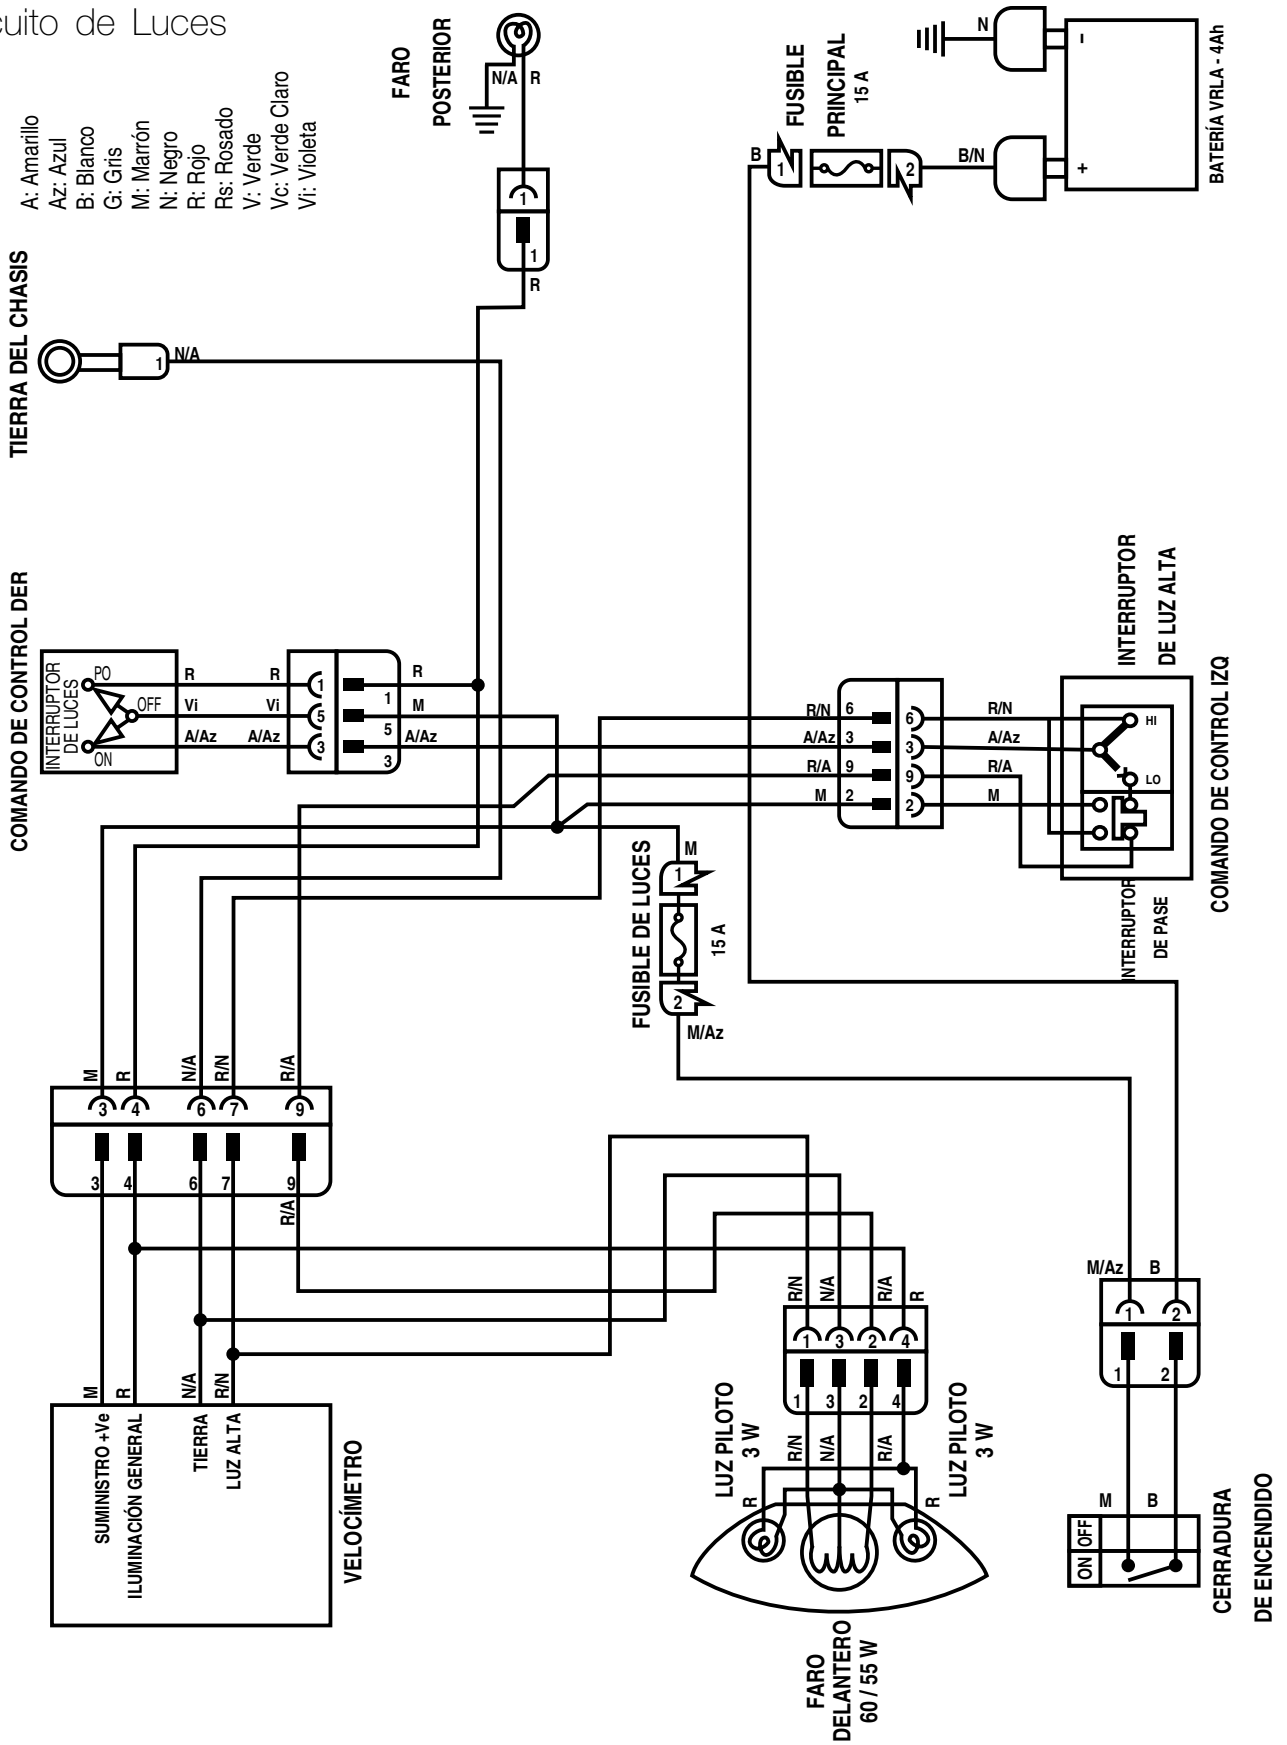 cuito de Luces
A: Amarillo
Az: Azul
B: Blanco
G: Gris
M: Marrón
N: Negro
R: Rojo
Rs: Rosado
V: Verde
Vc: Verde Claro
Vi: Violeta
FARO
POSTERIOR
N/A R
1
1
R
FUSIBLE
PRINCIPAL
15 A
B
1
2
B/N
N
-
+
BATERÍA VRLA - 4Ah
TIERRA DEL CHASIS
1
N/A
COMANDO DE CONTROL DER
INTERRUPTOR
DE LUCES
PO
OFF
ON
R R 1 1 R
Vi Vi 5 5 M
A/Az A/Az 3 3 A/Az
R/N 6 6 R/N
A/Az 3 3 A/Az
R/A 9 9 R/A
M 2 2 M
HI
LO
INTERRUPTOR
DE LUZ ALTA
INTERRUPTOR
DE PASE
COMANDO DE CONTROL IZQ
FUSIBLE DE LUCES
15 A
M
1
2
M/Az
M R N/A R/N R/A
3 4 6 7 9
3 4 6 7 9
R/A
M R N/A R/N
SUMINISTRO +Ve
ILUMINACIÓN GENERAL
TIERRA
LUZ ALTA
VELOCÍMETRO
R/N N/A R/A R
1 3 2 4
1 3 2 4
R/N N/A R/A
LUZ PILOTO
3 W
LUZ PILOTO
3 W
R
R
FARO
DELANTERO
60 / 55 W
M/Az B
1 2
1 2
M B
ON OFF
CERRADURA
DE ENCENDIDO